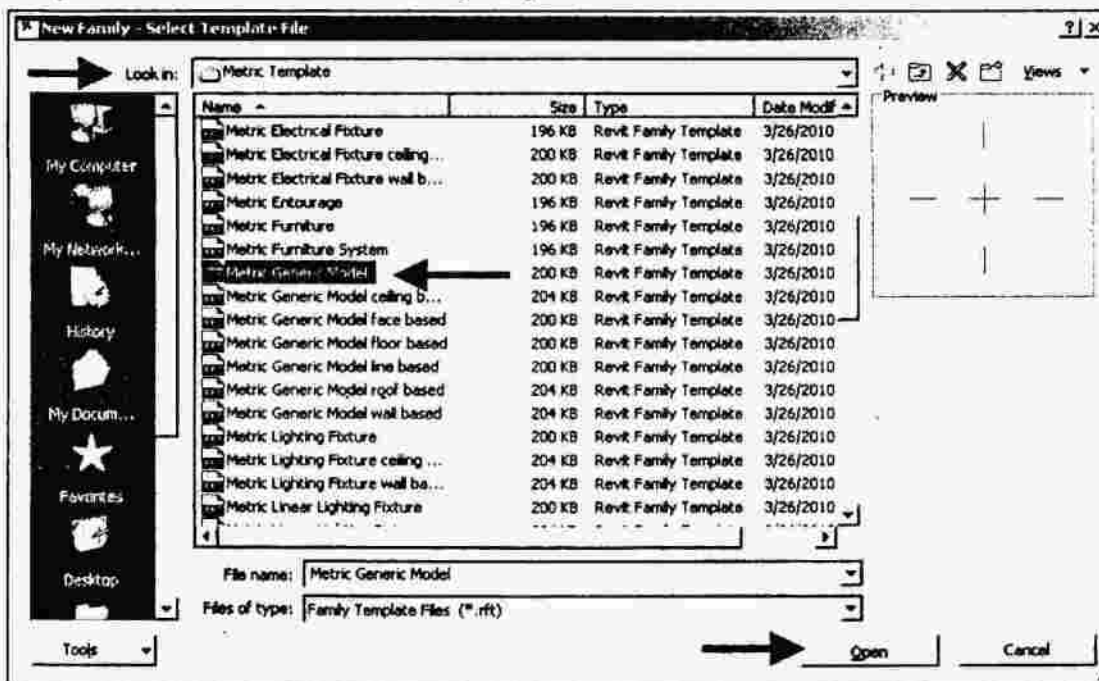 New Family - Select Template File
? ×
Look in: Metric Template Views
Name Size Type Date Modif Preview
Metric Electrical Fixture 196 KB Revit Family Template 3/26/2010
Metric Electrical Fixture ceiling... 200 KB Revit Family Template 3/26/2010
Metric Electrical Fixture wall b... 200 KB Revit Family Template 3/26/2010
Metric Entourage 196 KB Revit Family Template 3/26/2010
Metric Furniture 196 KB Revit Family Template 3/26/2010
Metric Furniture System 196 KB Revit Family Template 3/26/2010
Metric Generic Model 200 KB Revit Family Template 3/26/2010
Metric Generic Model ceiling b... 204 KB Revit Family Template 3/26/2010
Metric Generic Model face based 200 KB Revit Family Template 3/26/2010
Metric Generic Model floor based 200 KB Revit Family Template 3/26/2010
Metric Generic Model line based 200 KB Revit Family Template 3/26/2010
Metric Generic Model roof based 204 KB Revit Family Template 3/26/2010
Metric Generic Model wall based 204 KB Revit Family Template 3/26/2010
Metric Lighting Fixture 200 KB Revit Family Template 3/26/2010
Metric Lighting Fixture ceiling ... 204 KB Revit Family Template 3/26/2010
Metric Lighting Fixture wall ba... 204 KB Revit Family Template 3/26/2010
Metric Linear Lighting Fixture 200 KB Revit Family Template 3/26/2010
My Computer
My Network...
History
My Docum...
Favorites
Desktop
File name: Metric Generic Model
Files of type: Family Template Files (*.rft)
Tools Open Cancel